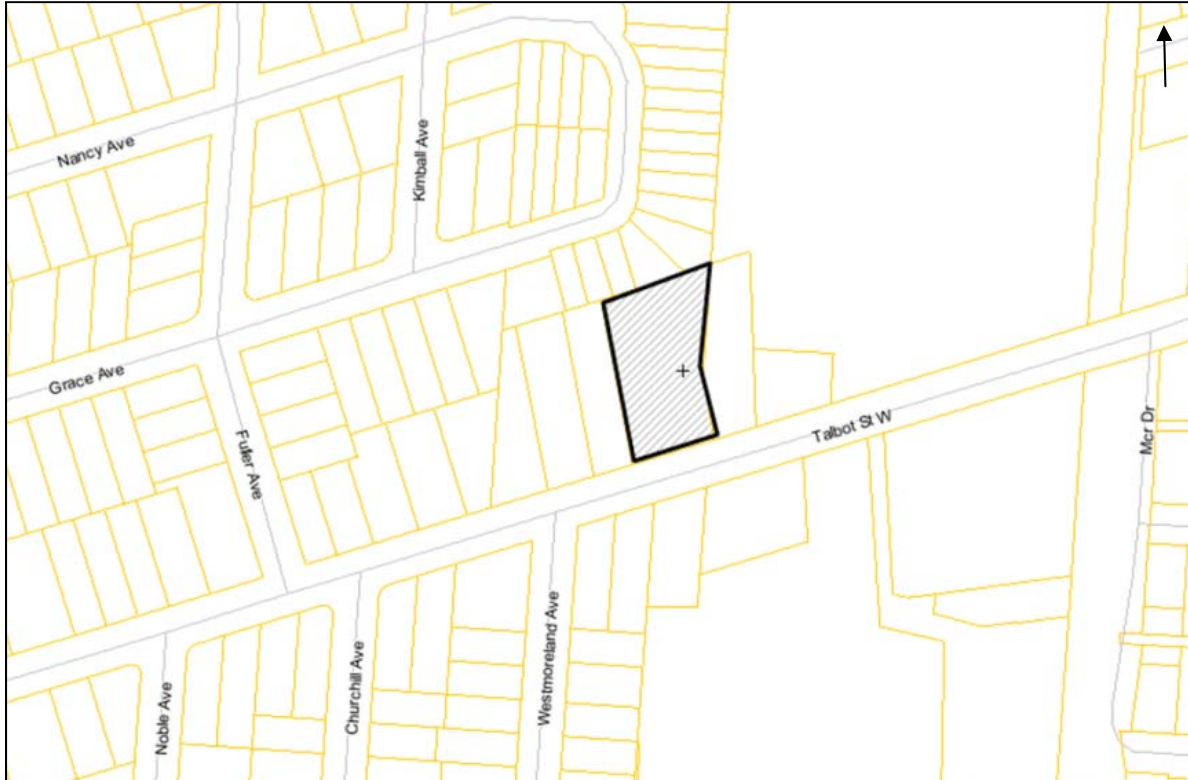 Nancy Ave
Kimball Ave
Grace Ave
Fuller Ave
Talbot St W
Mcr Dr
Westmoreland Ave
Churchill Ave
Noble Ave